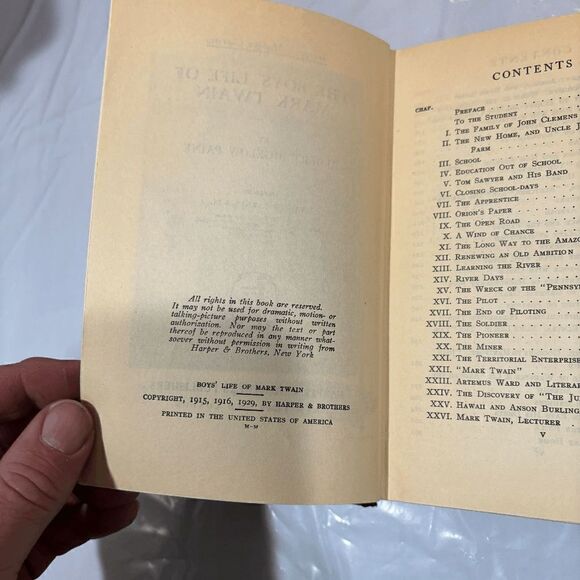 All rights in this book are reserved.
It may not be used for dramatic, motion- or
talking-picture purposes without written
authorization. Nor may the text or part
thereof be reproduced in any manner what-
soever without permission in writing from
Harper & Brothers, New York
BOYS' LIFE OF MARK TWAIN
COPYRIGHT, 1915, 1916, 1929, BY HARPER & BROTHERS
PRINTED IN THE UNITED STATES OF AMERICA
M-M
CONTENTS
CHAP. PREFACE
TO THE STUDENT
I. THE FAMILY OF JOHN CLEMENS
II. THE NEW HOME, AND UNCLE J
FARM
III. SCHOOL
IV. EDUCATION OUT OF SCHOOL
V. TOM SAWYER AND HIS BAND
VI. CLOSING SCHOOL-DAYS
VII. THE APPRENTICE
VIII. ORION'S PAPER
IX. THE OPEN ROAD
X. A WIND OF CHANCE
XI. THE LONG WAY TO THE AMAZO
XII. RENEWING AN OLD AMBITION
XIII. LEARNING THE RIVER
XIV. RIVER DAYS
XV. THE WRECK OF THE "PENNSY
XVI. THE PILOT
XVII. THE END OF PILOTING
XVIII. THE SOLDIER
XIX. THE PIONEER
XX. THE MINER
XXI. THE TERRITORIAL ENTERPRISE
XXII. "MARK TWAIN"
XXIII. ARTEMUS WARD AND LITERA
XXIV. THE DISCOVERY OF "THE JU
XXV. HAWAII AND ANSON BURLING
XXVI. MARK TWAIN, LECTURER
V